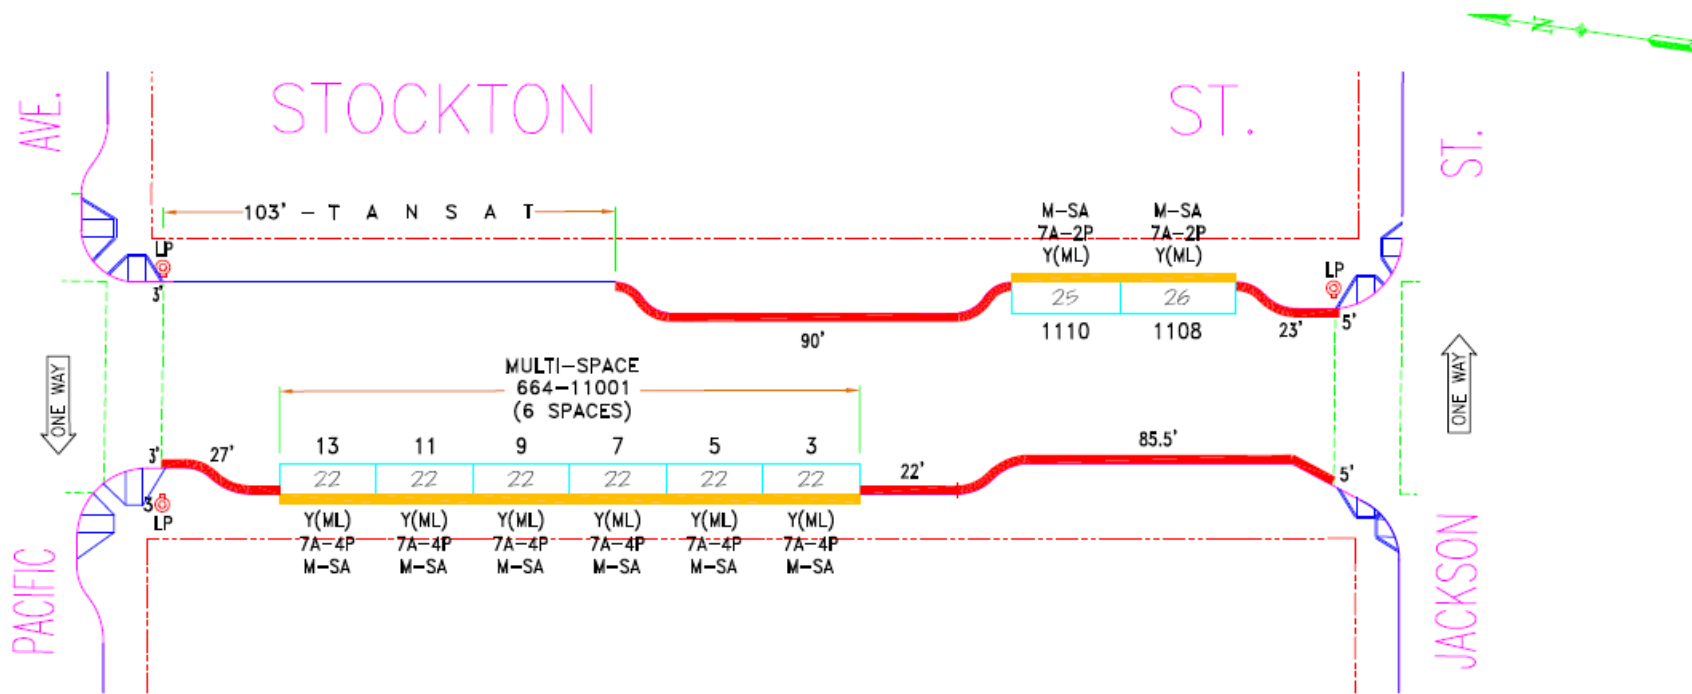 N
STOCKTON ST.
AVE.
ST.
103' - T A N S A T
M-SA
7A-2P
Y(ML)
M-SA
7A-2P
Y(ML)
LP
3'
25
26
1110
1108
LP
5'
23'
90'
ONE WAY
ONE WAY
MULTI-SPACE
664-11001
(6 SPACES)
3'
27'
13 11 9 7 5 3
22 22 22 22 22 22
22'
85.5'
5'
3
LP
Y(ML) Y(ML) Y(ML) Y(ML) Y(ML) Y(ML)
7A-4P 7A-4P 7A-4P 7A-4P 7A-4P 7A-4P
M-SA M-SA M-SA M-SA M-SA M-SA
PACIFIC
JACKSON